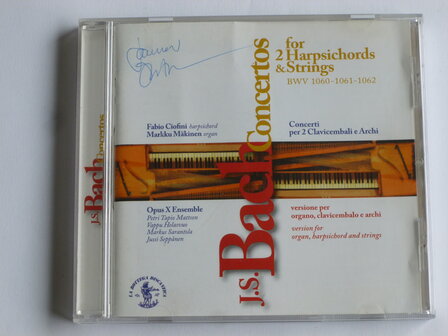 J.S. Bach Concertos
for
2 Harpsichords
& Strings
BWV 1060-1061-1062
Fabio Ciofini harpsichord
Markku Mäkinen organ
Concerti
per 2 Clavicembali e Archi
J.S. Bach Concertos
Opus X Ensemble
Petri Tapio Mattson
Vappu Helasvuo
Markus Sarantola
Jussi Seppänen
versione per
organo, clavicembalo e archi
version for
organ, harpsichord and strings
LA BOTTEGA DISCANTICA